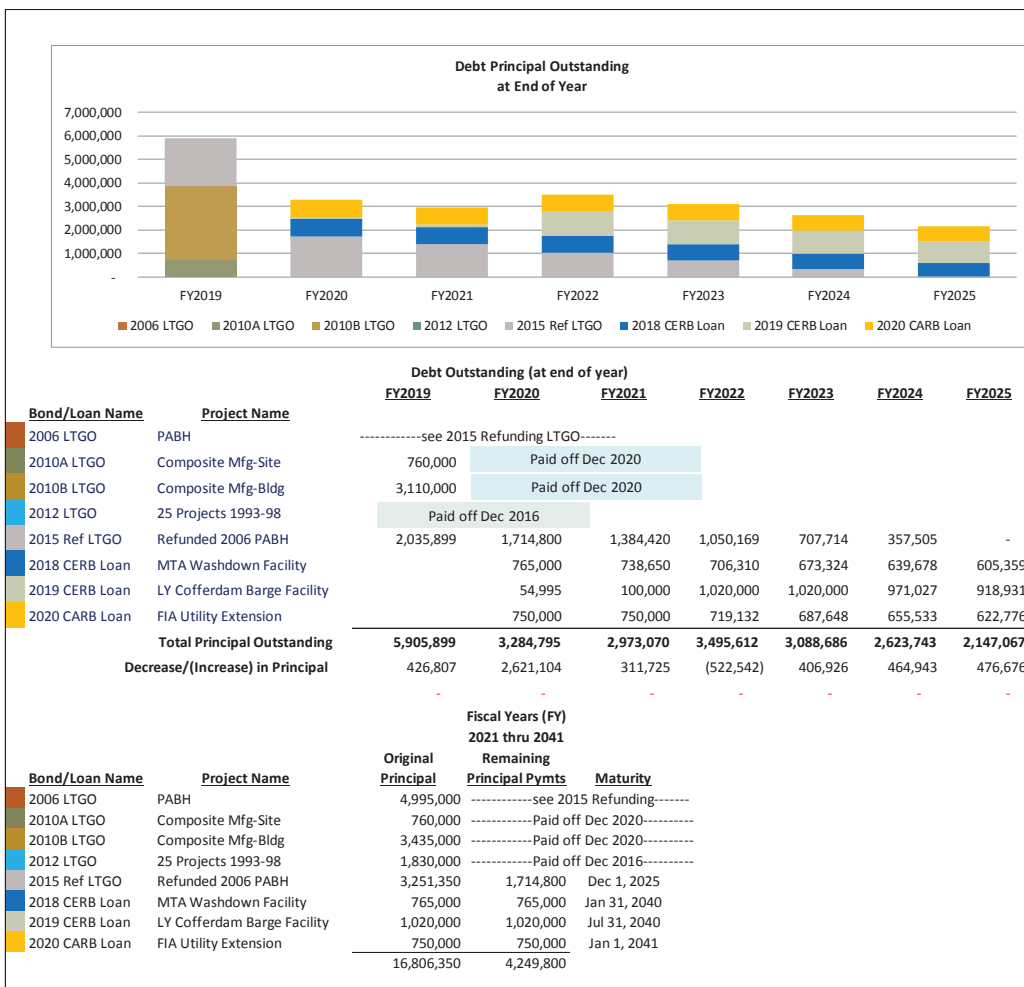 Debt Principal Outstanding
at End of Year
7,000,000
6,000,000
5,000,000
4,000,000
3,000,000
2,000,000
1,000,000
-
FY2019 FY2020 FY2021 FY2022 FY2023 FY2024 FY2025
2006 LTGO 2010A LTGO 2010B LTGO 2012 LTGO 2015 Ref LTGO 2018 CERB Loan 2019 CERB Loan 2020 CARB Loan
Debt Outstanding (at end of year)
FY2019 FY2020 FY2021 FY2022 FY2023 FY2024 FY2025
Bond/Loan Name Project Name
2006 LTGO PABH ------------see 2015 Refunding LTGO-------
2010A LTGO Composite Mfg-Site 760,000 Paid off Dec 2020
2010B LTGO Composite Mfg-Bldg 3,110,000 Paid off Dec 2020
2012 LTGO 25 Projects 1993-98 Paid off Dec 2016
2015 Ref LTGO Refunded 2006 PABH 2,035,899 1,714,800 1,384,420 1,050,169 707,714 357,505 -
2018 CERB Loan MTA Washdown Facility 765,000 738,650 706,310 673,324 639,678 605,359
2019 CERB Loan LY Cofferdam Barge Facility 54,995 100,000 1,020,000 1,020,000 971,027 918,931
2020 CARB Loan FIA Utility Extension 750,000 750,000 719,132 687,648 655,533 622,776
Total Principal Outstanding 5,905,899 3,284,795 2,973,070 3,495,612 3,088,686 2,623,743 2,147,067
Decrease/(Increase) in Principal 426,807 2,621,104 311,725 (522,542) 406,926 464,943 476,676
- - - - - - -
Fiscal Years (FY)
2021 thru 2041
Original Remaining
Bond/Loan Name Project Name Principal Principal Pymts Maturity
2006 LTGO PABH 4,995,000 ------------see 2015 Refunding-------
2010A LTGO Composite Mfg-Site 760,000 ------------Paid off Dec 2020----------
2010B LTGO Composite Mfg-Bldg 3,435,000 ------------Paid off Dec 2020----------
2012 LTGO 25 Projects 1993-98 1,830,000 ------------Paid off Dec 2016----------
2015 Ref LTGO Refunded 2006 PABH 3,251,350 1,714,800 Dec 1, 2025
2018 CERB Loan MTA Washdown Facility 765,000 765,000 Jan 31, 2040
2019 CERB Loan LY Cofferdam Barge Facility 1,020,000 1,020,000 Jul 31, 2040
2020 CARB Loan FIA Utility Extension 750,000 750,000 Jan 1, 2041
16,806,350 4,249,800